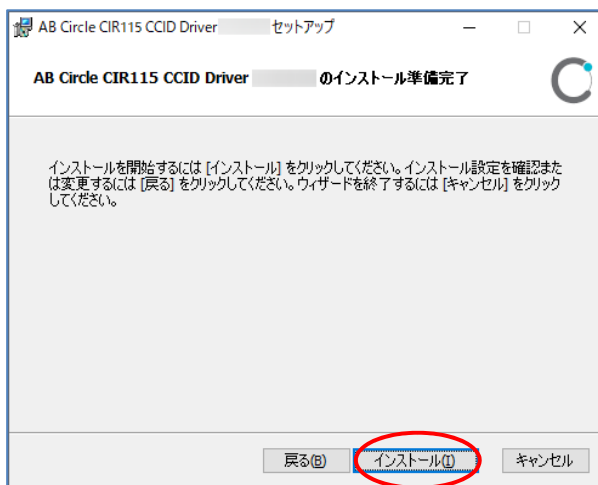 AB Circle CIR115 CCID Driver セットアップ
AB Circle CIR115 CCID Driver のインストール準備完了
インストールを開始するには [インストール] をクリックしてください。インストール設定を確認また
は変更するには [戻る] をクリックしてください。ウィザードを終了するには [キャンセル] をクリック
してください。
戻る(B) インストール(I) キャンセル